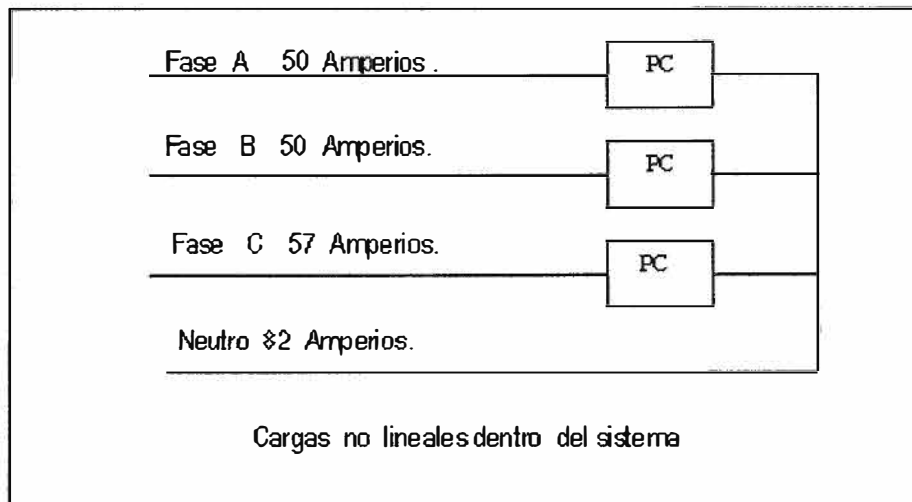 Fase A 50 Amperios.
PC
Fase B 50 Amperios.
PC
Fase C 57 Amperios.
PC
Neutro 82 Amperios.
Cargas no lineales dentro del sistema